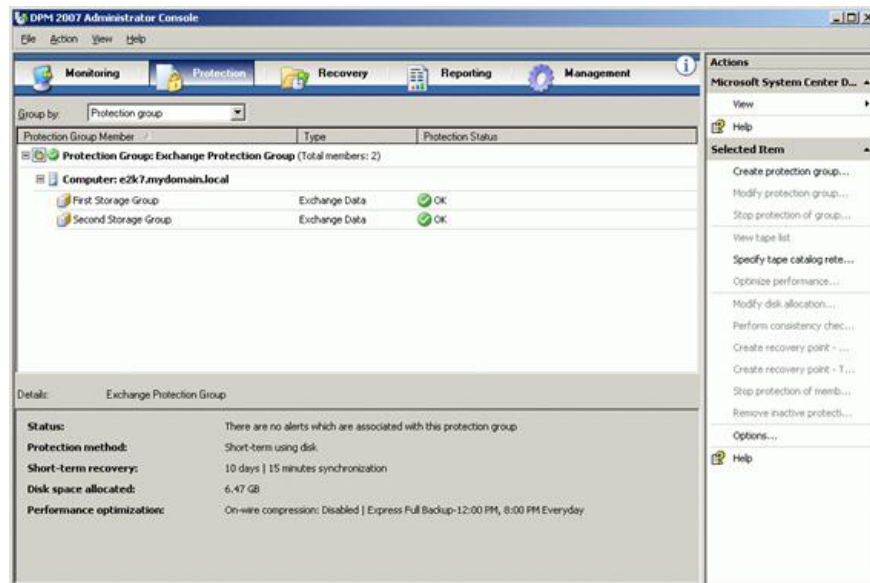 DPM 2007 Administrator Console
File Action View Help
Monitoring Protection Recovery Reporting Management
Group by: Protection group
Protection Group Member Type Protection Status
Protection Group: Exchange Protection Group (Total members: 2)
Computer: e2k7.mydomain.local
First Storage Group Exchange Data OK
Second Storage Group Exchange Data OK
Details: Exchange Protection Group
Status: There are no alerts which are associated with this protection group
Protection method: Short-term using disk
Short-term recovery: 10 days | 15 minutes synchronization
Disk space allocated: 6.47 GB
Performance optimization: On-wire compression: Disabled | Express Full Backup-12:00 PM, 8:00 PM Everyday
Actions
Microsoft System Center D...
View
Help
Selected Item
Create protection group...
Modify protection group...
Stop protection of group...
View tape list
Specify tape catalog rete...
Optimize performance...
Modify disk allocation...
Perform consistency chec...
Create recovery point - ...
Create recovery point - T...
Stop protection of memb...
Remove inactive protecti...
Options...
Help